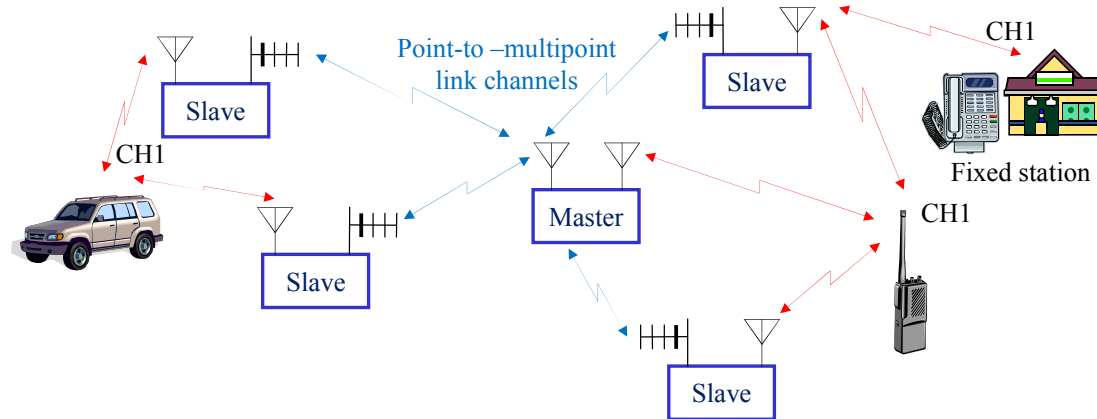 Point-to –multipoint
link channels
Slave
Slave
CH1
Fixed station
CH1
Slave
Master
CH1
Slave